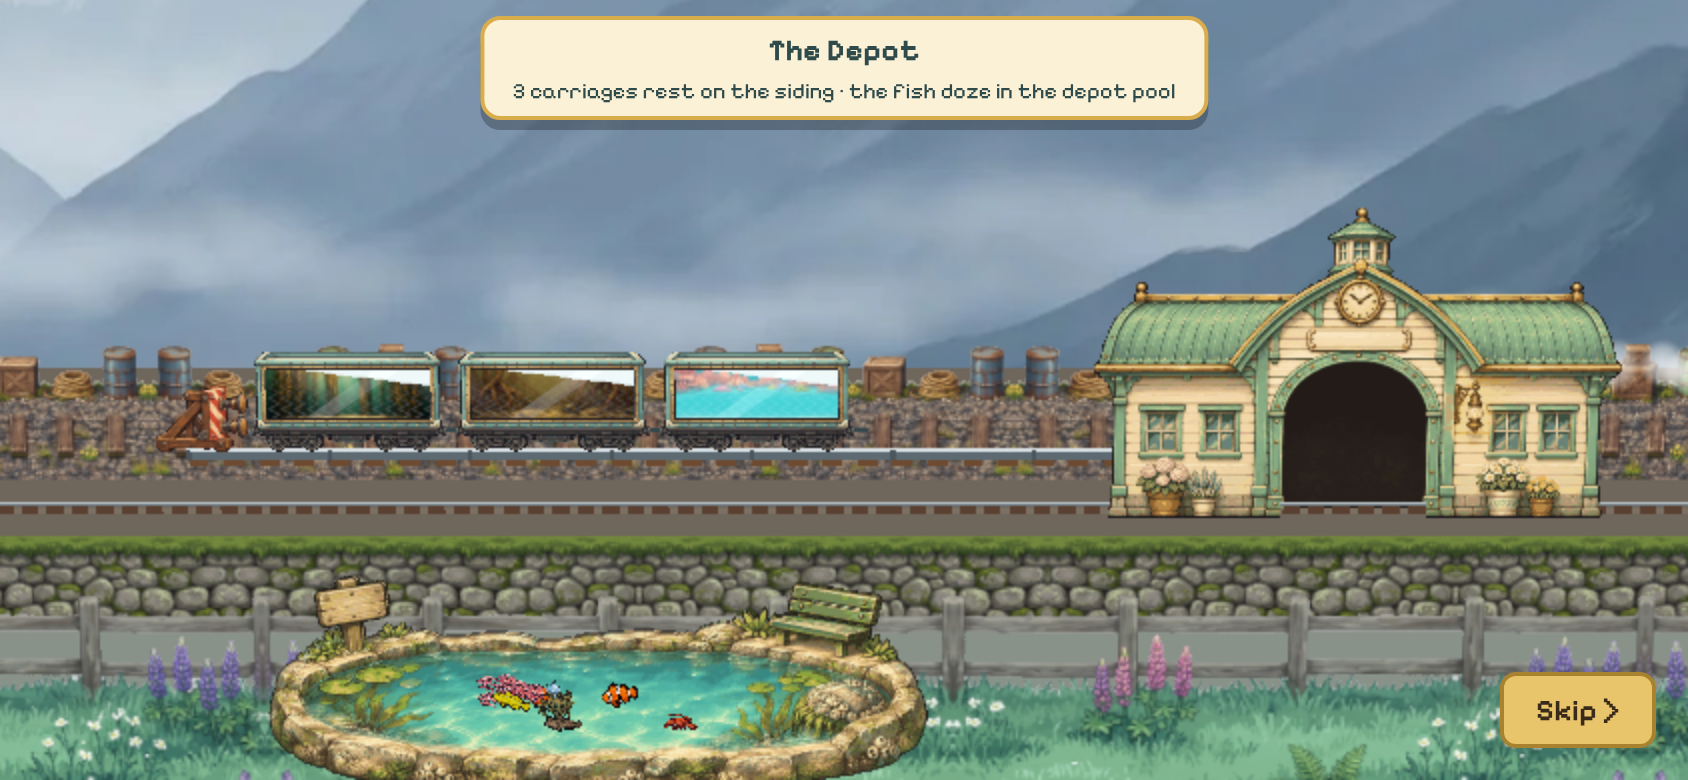 The Depot
3 carriages rest on the siding · the fish doze in the depot pool
Skip >